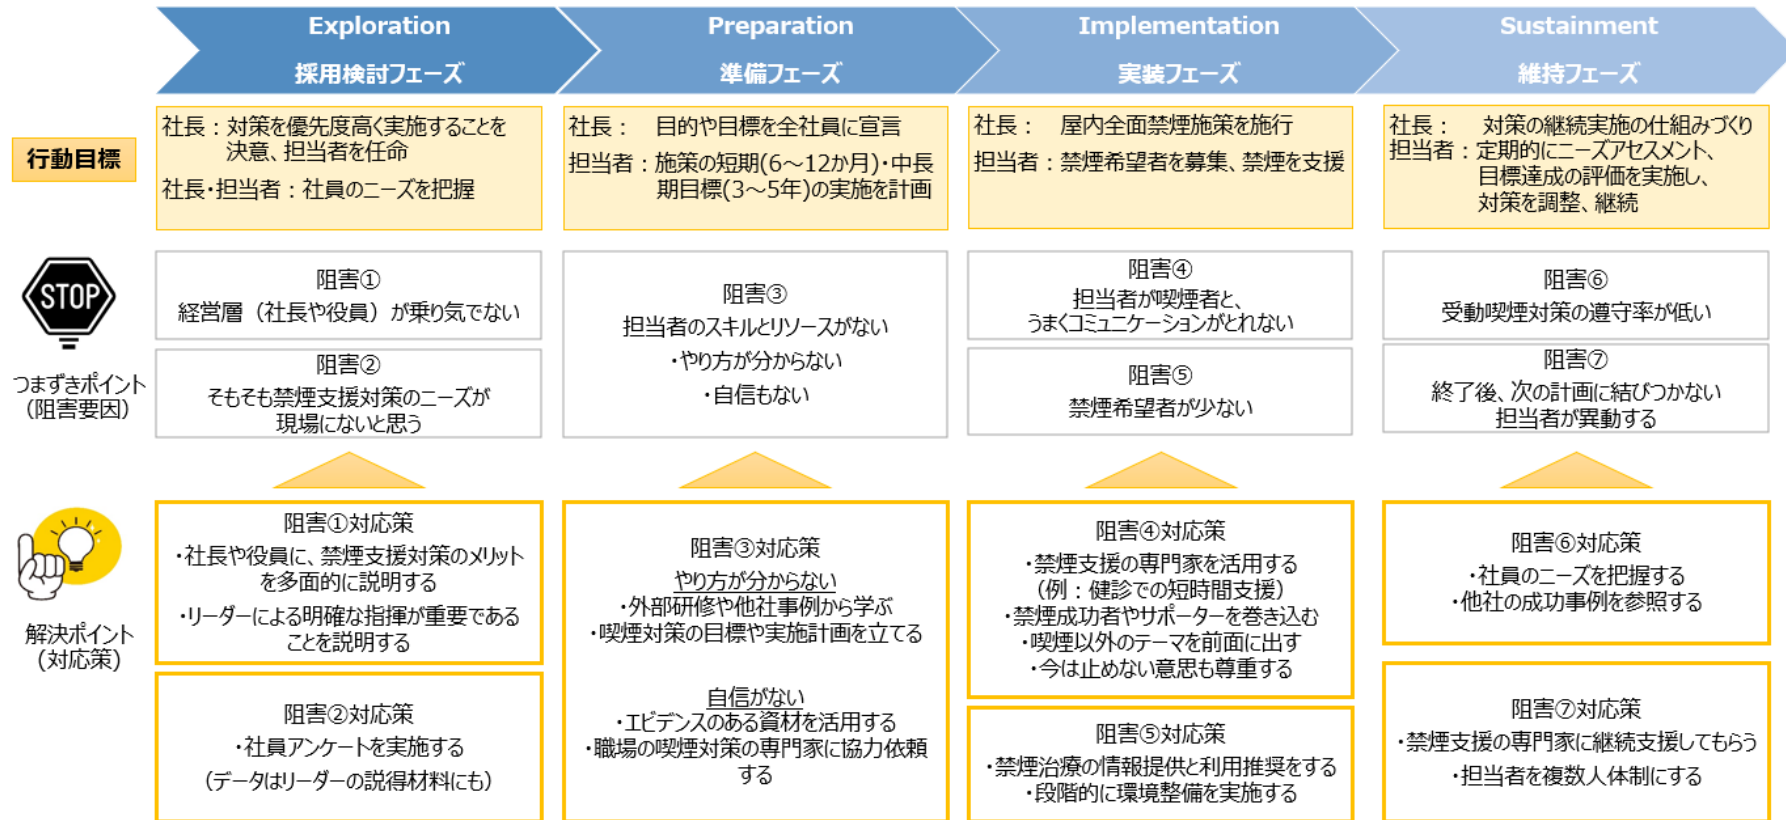 Exploration
採用検討フェーズ
Preparation
準備フェーズ
Implementation
実装フェーズ
Sustainment
維持フェーズ
行動目標
社長：対策を優先度高く実施することを
決意、担当者を任命
社長・担当者：社員のニーズを把握
社長：　目的や目標を全社員に宣言
担当者：施策の短期(6～12か月)・中長
期目標(3～5年)の実施を計画
社長：　屋内全面禁煙施策を施行
担当者：禁煙希望者を募集、禁煙を支援
社長：　対策の継続実施の仕組みづくり
担当者：定期的にニーズアセスメント、
目標達成の評価を実施し、
対策を調整、継続
STOP
つまずきポイント
(阻害要因)
阻害①
経営層（社長や役員）が乗り気でない
阻害②
そもそも禁煙支援対策のニーズが
現場にないと思う
阻害③
担当者のスキルとリソースがない
・やり方が分からない
・自信もない
阻害④
担当者が喫煙者と、
うまくコミュニケーションがとれない
阻害⑤
禁煙希望者が少ない
阻害⑥
受動喫煙対策の遵守率が低い
阻害⑦
終了後、次の計画に結びつかない
担当者が異動する
解決ポイント
(対応策)
阻害①対応策
・社長や役員に、禁煙支援対策のメリット
を多面的に説明する
・リーダーによる明確な指揮が重要である
ことを説明する
阻害②対応策
・社員アンケートを実施する
(データはリーダーの説得材料にも)
阻害③対応策
やり方が分からない
・外部研修や他社事例から学ぶ
・喫煙対策の目標や実施計画を立てる
自信がない
・エビデンスのある資材を活用する
・職場の喫煙対策の専門家に協力依頼
する
阻害④対応策
・禁煙支援の専門家を活用する
(例：健診での短時間支援)
・禁煙成功者やサポーターを巻き込む
・喫煙以外のテーマを前面に出す
・今は止めない意思も尊重する
阻害⑤対応策
・禁煙治療の情報提供と利用推奨をする
・段階的に環境整備を実施する
阻害⑥対応策
・社員のニーズを把握する
・他社の成功事例を参照する
阻害⑦対応策
・禁煙支援の専門家に継続支援してもらう
・担当者を複数人体制にする